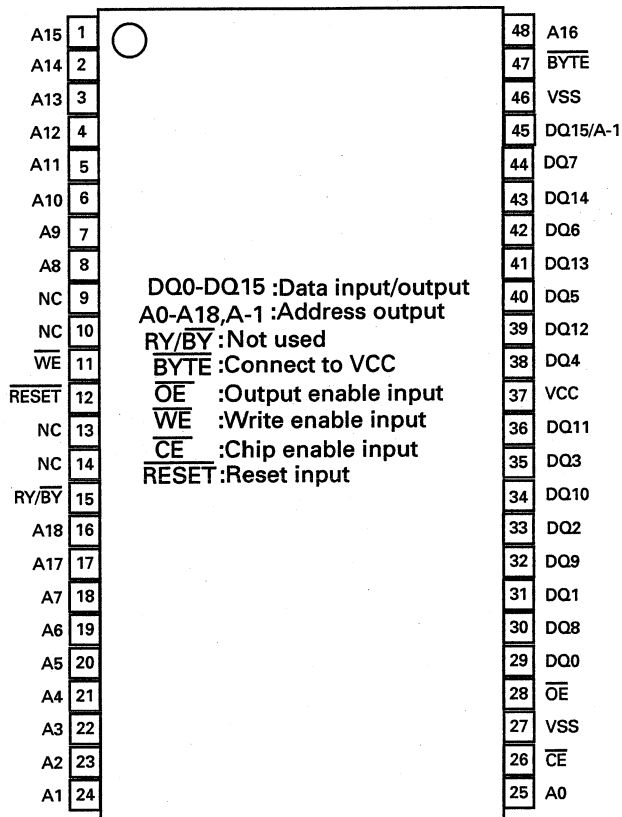 A15 1 48 A16
A14 2 47 BYTE
A13 3 46 VSS
A12 4 45 DQ15/A-1
A11 5 44 DQ7
A10 6 43 DQ14
A9 7 42 DQ6
A8 8 41 DQ13
NC 9 40 DQ5
NC 10 39 DQ12
WE 11 38 DQ4
RESET 12 37 VCC
NC 13 36 DQ11
NC 14 35 DQ3
RY/BY 15 34 DQ10
A18 16 33 DQ2
A17 17 32 DQ9
A7 18 31 DQ1
A6 19 30 DQ8
A5 20 29 DQ0
A4 21 28 OE
A3 22 27 VSS
A2 23 26 CE
A1 24 25 A0
DQ0-DQ15 :Data input/output
A0-A18,A-1 :Address output
RY/BY :Not used
BYTE :Connect to VCC
OE :Output enable input
WE :Write enable input
CE :Chip enable input
RESET :Reset input